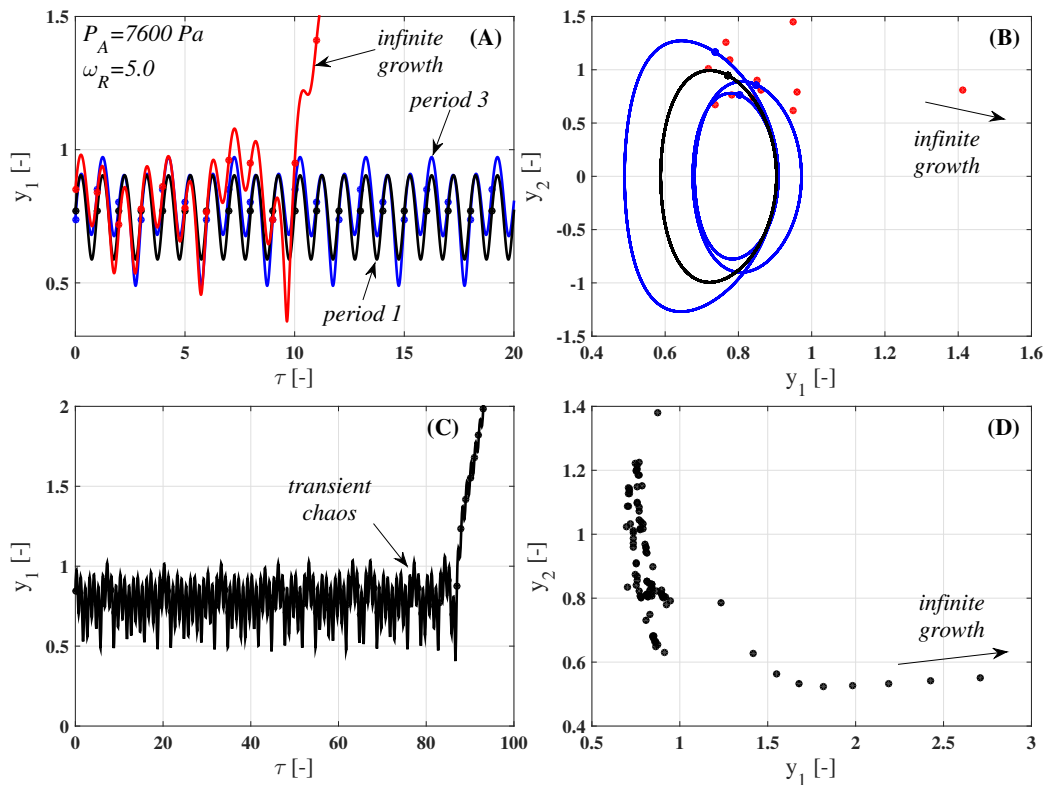 P_A=7600 Pa
ω_R=5.0
(A)
infinite
growth
period 3
period 1
1.5
1
0.5
0
5
10
15
20
y_1 [-]
τ [-]
(B)
infinite
growth
1.5
1
0.5
0
-0.5
-1
-1.5
0.4
0.6
0.8
1
1.2
1.4
1.6
y_2 [-]
y_1 [-]
(C)
transient
chaos
2
1.5
1
0.5
0
0
20
40
60
80
100
y_1 [-]
τ [-]
(D)
infinite
growth
1.4
1.2
1
0.8
0.6
0.4
0.5
1
1.5
2
2.5
3
y_2 [-]
y_1 [-]